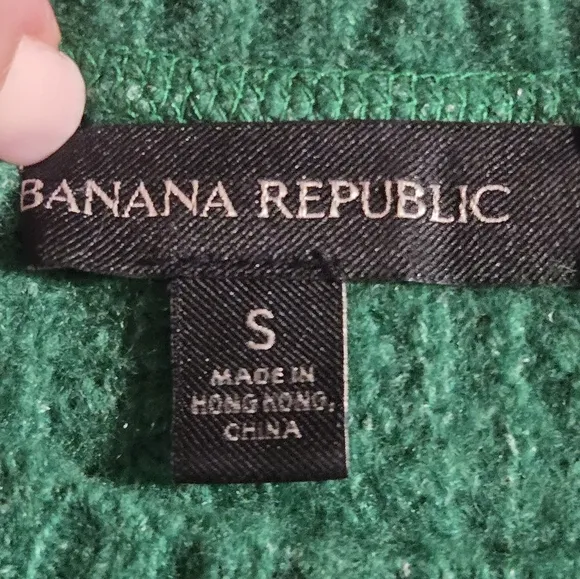 BANANA REPUBLIC
S
MADE IN
HONG KONG,
CHINA